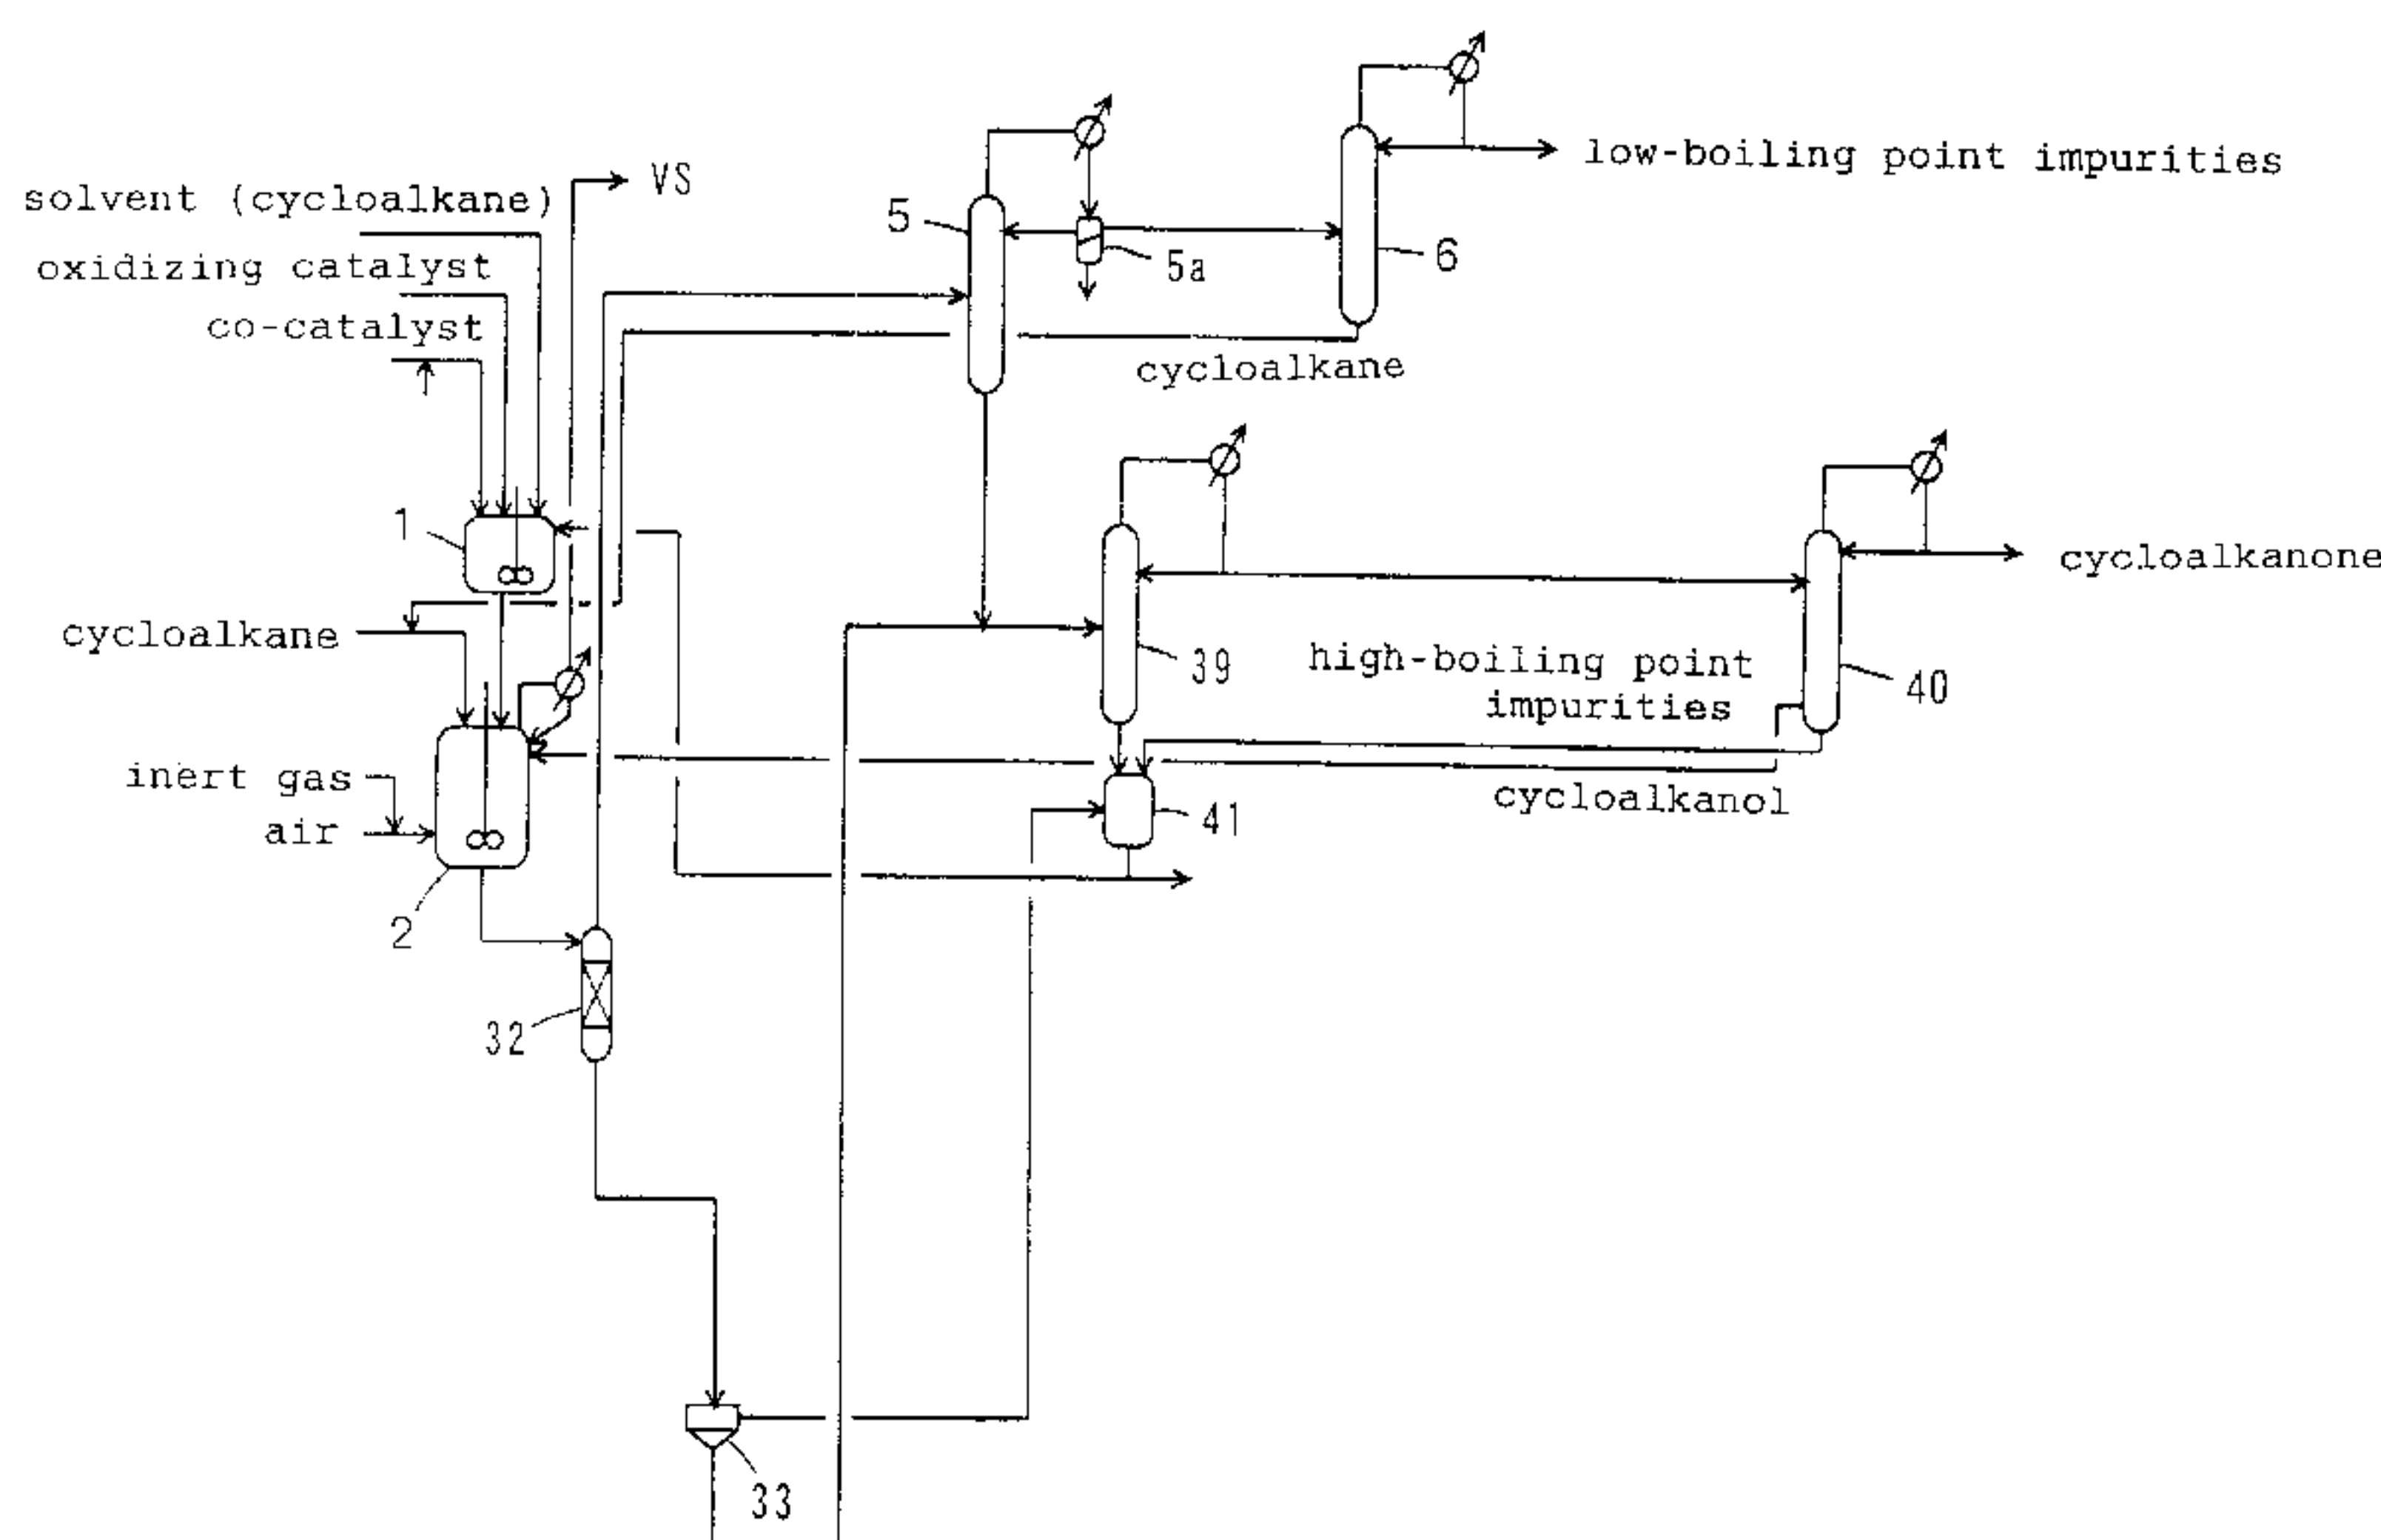 low-boiling point impurities
VS
solvent (cycloalkane)
5
6
5a
oxidizing catalyst
co-catalyst
cycloalkane
1
cycloalkanone
cycloalkane
39
high-boiling point
impurities
40
inert gas
cycloalkanol
air
41
2
32
33